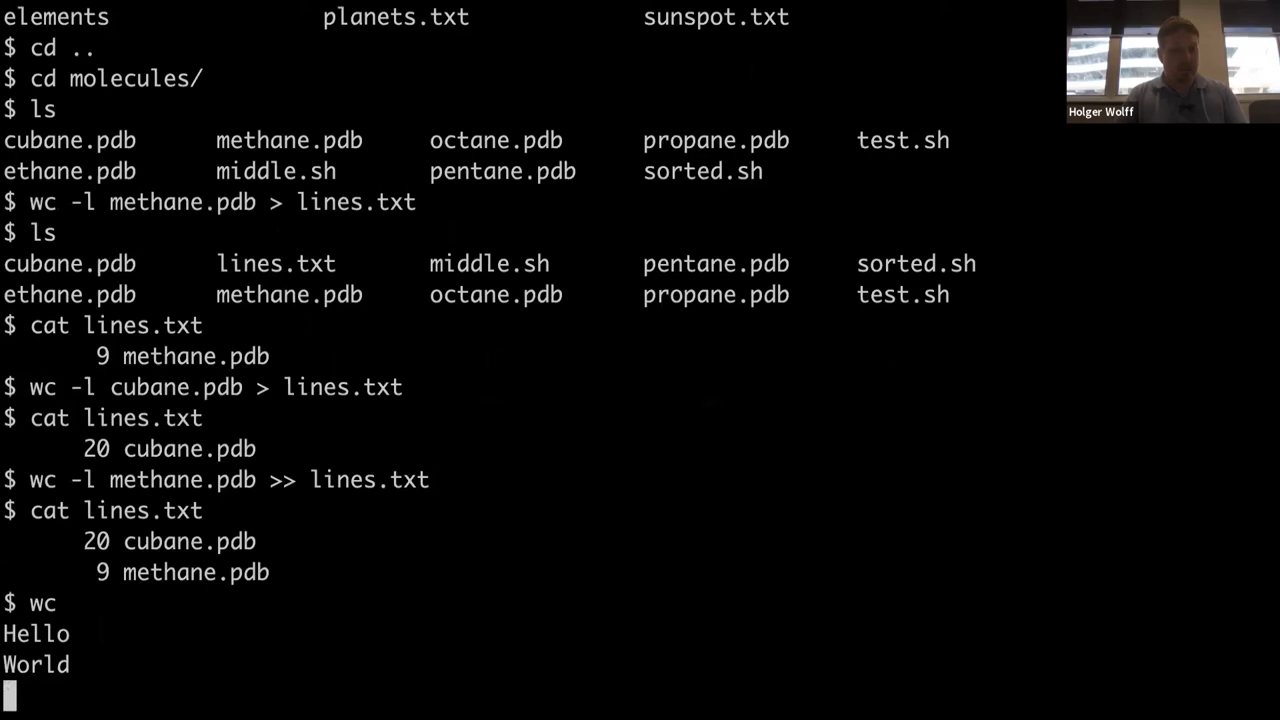 elements planets.txt sunspot.txt
$ cd ..
$ cd molecules/
$ ls
cubane.pdb methane.pdb octane.pdb propane.pdb test.sh
ethane.pdb middle.sh pentane.pdb sorted.sh
$ wc -l methane.pdb > lines.txt
$ ls
cubane.pdb lines.txt middle.sh pentane.pdb sorted.sh
ethane.pdb methane.pdb octane.pdb propane.pdb test.sh
$ cat lines.txt
9 methane.pdb
$ wc -l cubane.pdb > lines.txt
$ cat lines.txt
20 cubane.pdb
$ wc -l methane.pdb >> lines.txt
$ cat lines.txt
20 cubane.pdb
9 methane.pdb
$ wc
Hello
World
Holger Wolff